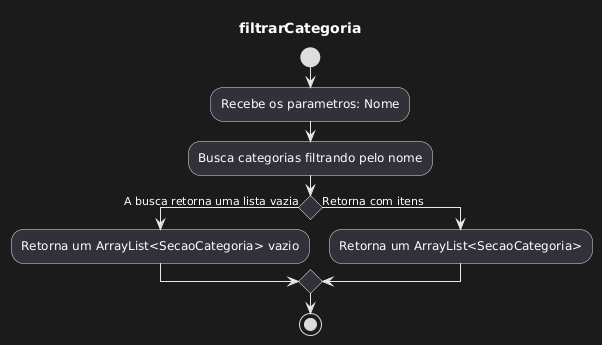 filtrarCategoria
Recebe os parametros: Nome
Busca categorias filtrando pelo nome
A busca retorna uma lista vazia
Retorna com itens
Retorna um ArrayList<SecaoCategoria> vazio
Retorna um ArrayList<SecaoCategoria>